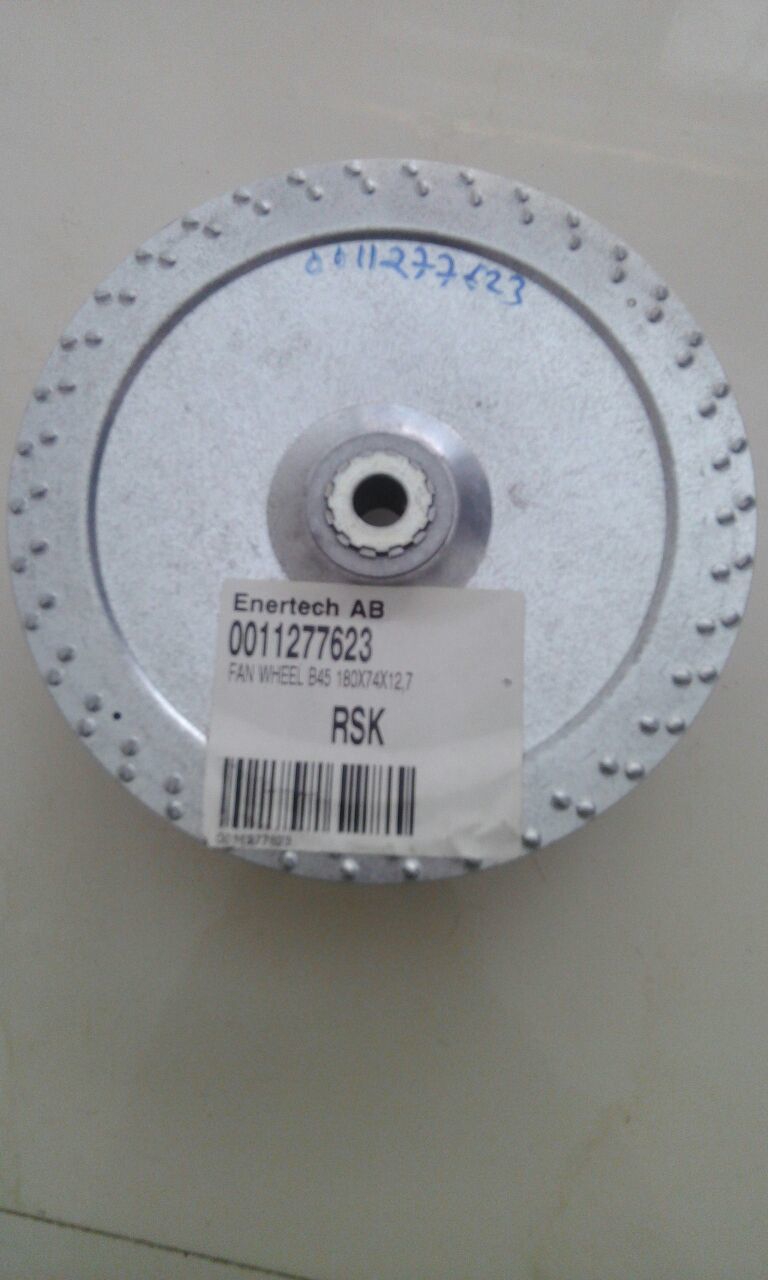 0011277623
Enertech AB
0011277623
FAN WHEEL B45 180X74X12,7
RSK
0011277623